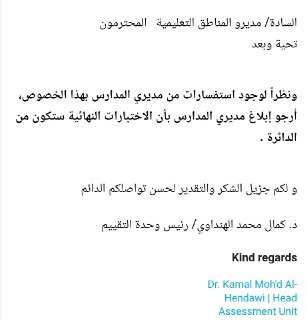 السادة/ مديرو المناطق التعليمية   المحترمون
تحية وبعد
ونظراً لوجود استفسارات من مديري المدارس بهذا الخصوص،
أرجو إبلاغ مديري المدارس بأن الاختبارات النهائية ستكون من
الدائرة .
و لكم جزيل الشكر والتقدير لحسن تواصلكم الدائم
د. كمال محمد الهنداوي/ رئيس وحدة التقييم
Kind regards
Dr. Kamal Moh'd Al-
Hendawi | Head
Assessment Unit